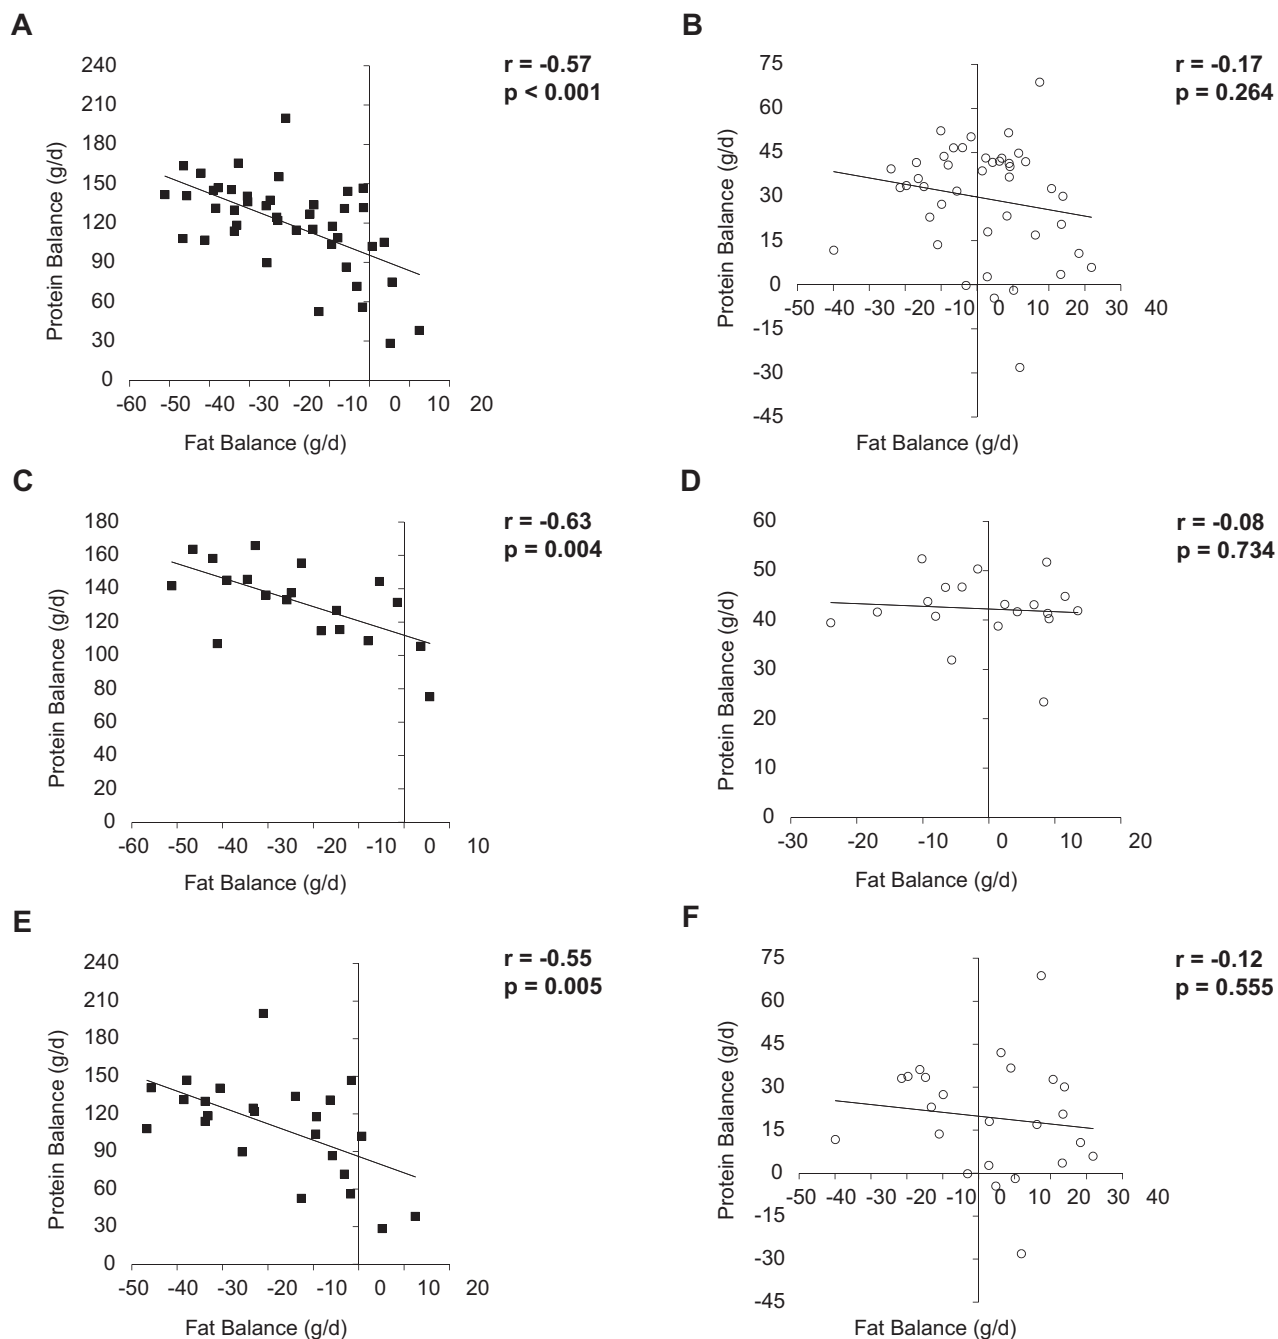 A
r = -0.57
p < 0.001
240
210
180
150
120
90
60
30
0
-60 -50 -40 -30 -20 -10 0 10 20
Protein Balance (g/d)
Fat Balance (g/d)
B
r = -0.17
p = 0.264
75
60
45
30
15
0
-15
-30
-45
-50 -40 -30 -20 -10 0 10 20 30 40
Protein Balance (g/d)
Fat Balance (g/d)
C
r = -0.63
p = 0.004
180
160
140
120
100
80
60
40
20
0
-60 -50 -40 -30 -20 -10 0 10
Protein Balance (g/d)
Fat Balance (g/d)
D
r = -0.08
p = 0.734
60
50
40
30
20
10
0
-30 -20 -10 0 10 20
Protein Balance (g/d)
Fat Balance (g/d)
E
r = -0.55
p = 0.005
240
210
180
150
120
90
60
30
0
-50 -40 -30 -20 -10 0 10 20
Protein Balance (g/d)
Fat Balance (g/d)
F
r = -0.12
p = 0.555
75
60
45
30
15
0
-15
-30
-45
-50 -40 -30 -20 -10 0 10 20 30 40
Protein Balance (g/d)
Fat Balance (g/d)